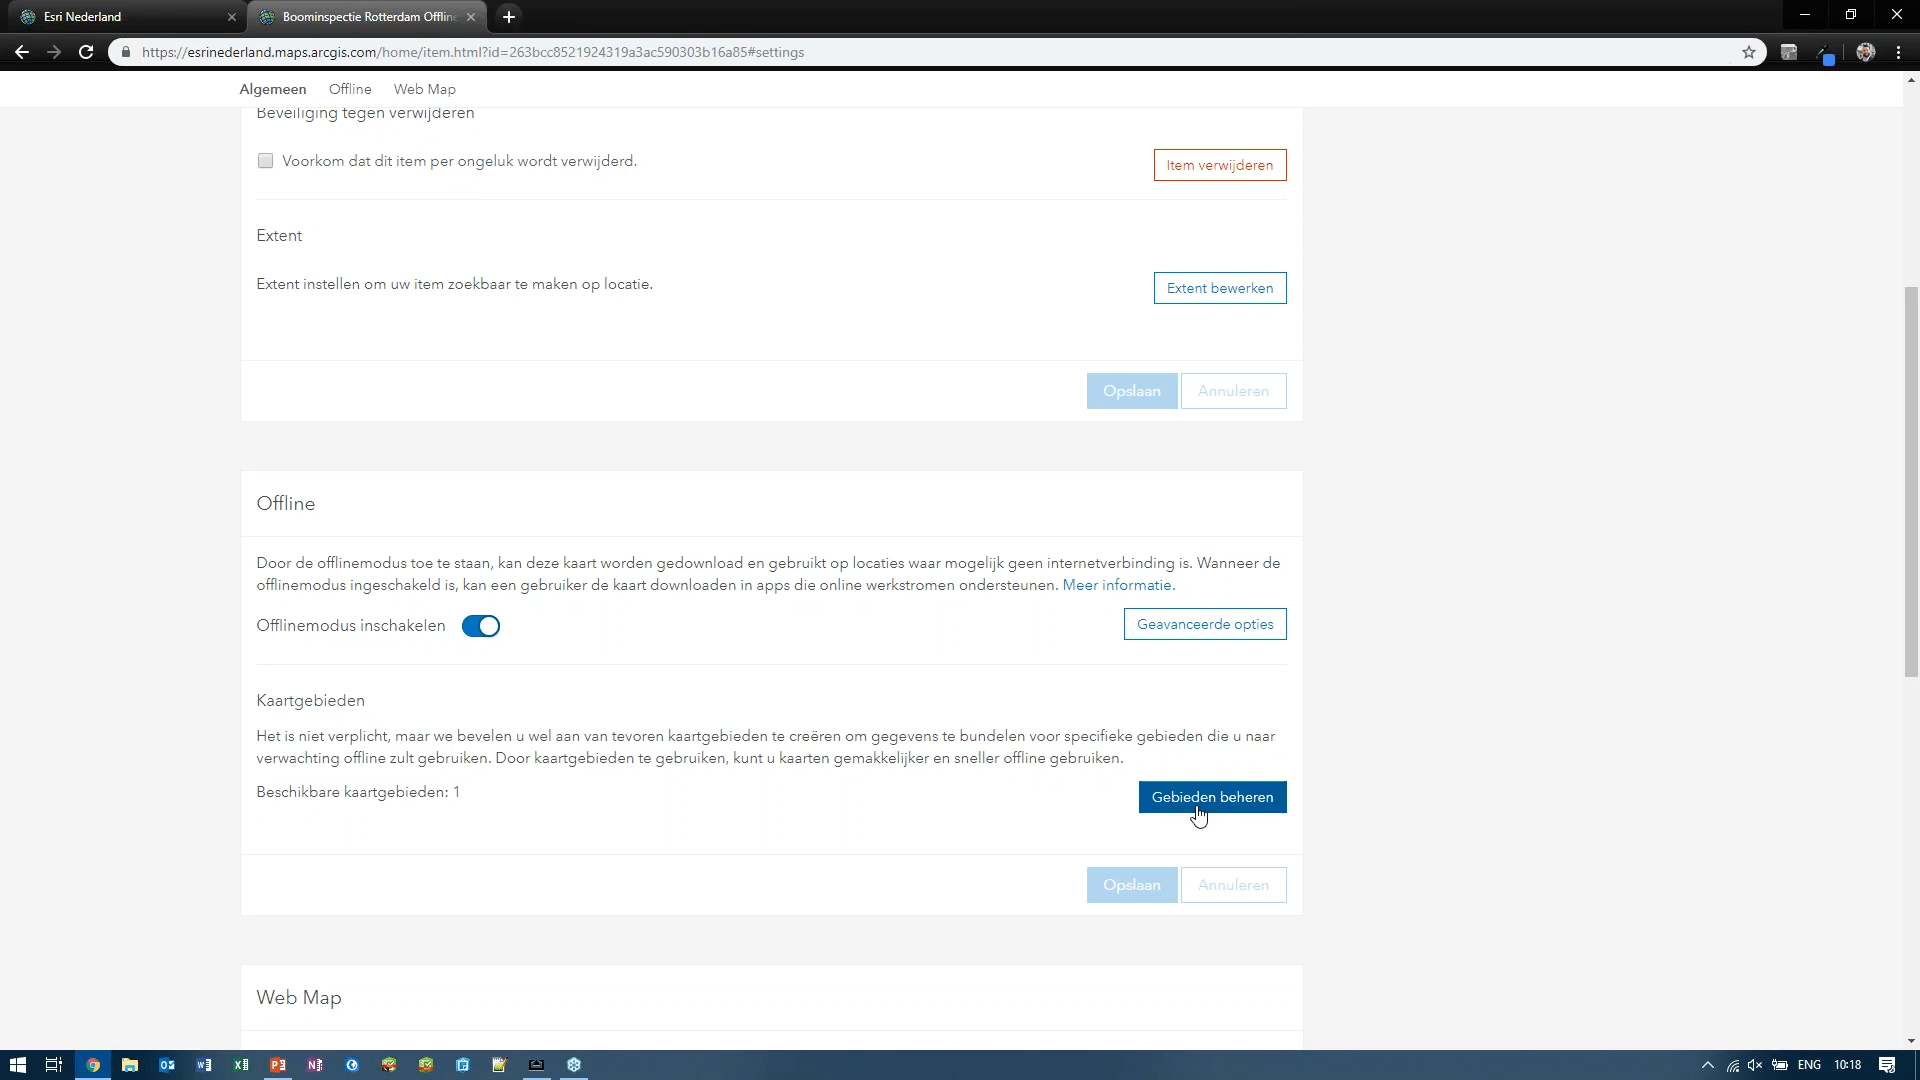 Esri Nederland
Boominspectie Rotterdam Offline
https://esrinederland.maps.arcgis.com/home/item.html?id=263bcc8521924319a3ac590303b16a85#settings
Algemeen Offline Web Map
Beveiliging tegen verwijderen
Voorkom dat dit item per ongeluk wordt verwijderd.
Item verwijderen
Extent
Extent instellen om uw item zoekbaar te maken op locatie.
Extent bewerken
Opslaan Annuleren
Offline
Door de offlinemodus toe te staan, kan deze kaart worden gedownload en gebruikt op locaties waar mogelijk geen internetverbinding is. Wanneer de
offlinemodus ingeschakeld is, kan een gebruiker de kaart downloaden in apps die online werkstromen ondersteunen. Meer informatie.
Offlinemodus inschakelen
Geavanceerde opties
Kaartgebieden
Het is niet verplicht, maar we bevelen u wel aan van tevoren kaartgebieden te creëren om gegevens te bundelen voor specifieke gebieden die u naar
verwachting offline zult gebruiken. Door kaartgebieden te gebruiken, kunt u kaarten gemakkelijker en sneller offline gebruiken.
Beschikbare kaartgebieden: 1
Gebieden beheren
Opslaan Annuleren
Web Map
ENG 10:18